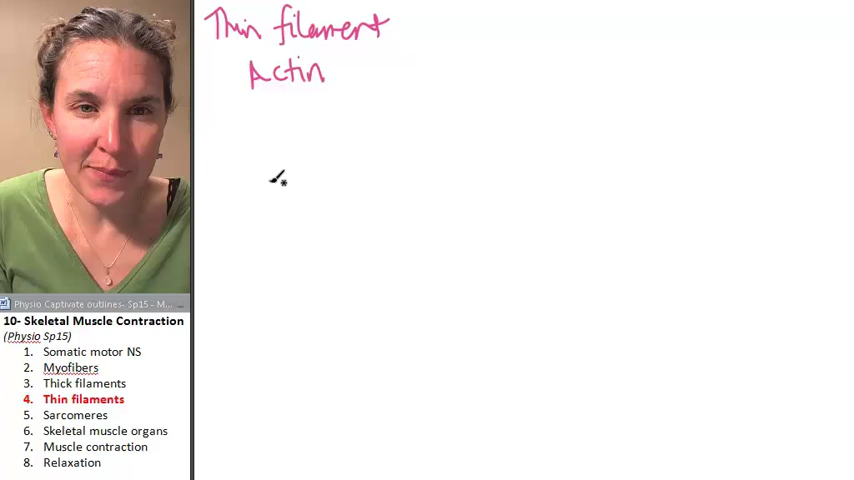 Thin filament
Actin
Physio Captivate outlines- Sp15 - M...
10- Skeletal Muscle Contraction
(Physio Sp15)
1. Somatic motor NS
2. Myofibers
3. Thick filaments
4. Thin filaments
5. Sarcomeres
6. Skeletal muscle organs
7. Muscle contraction
8. Relaxation